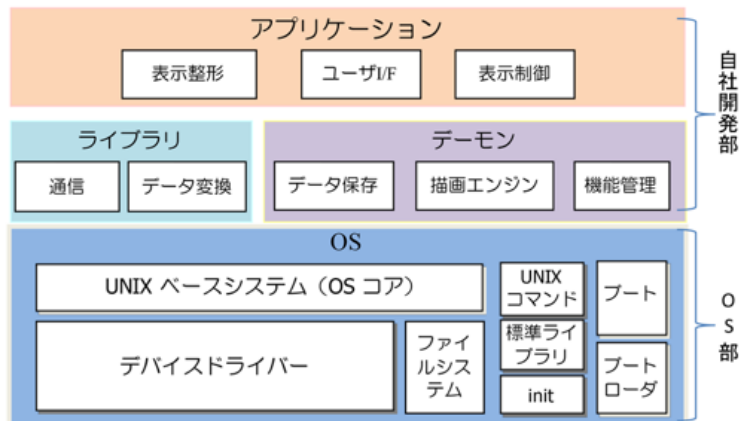 アプリケーション
表示整形
ユーザI/F
表示制御
自社開発部
ライブラリ
通信
データ変換
デーモン
データ保存
描画エンジン
機能管理
OS
UNIX ベースシステム（OS コア）
UNIX
コマンド
ブート
デバイスドライバー
ファイ
ルシス
テム
標準ライ
ブラリ
init
ブート
ローダ
OS部